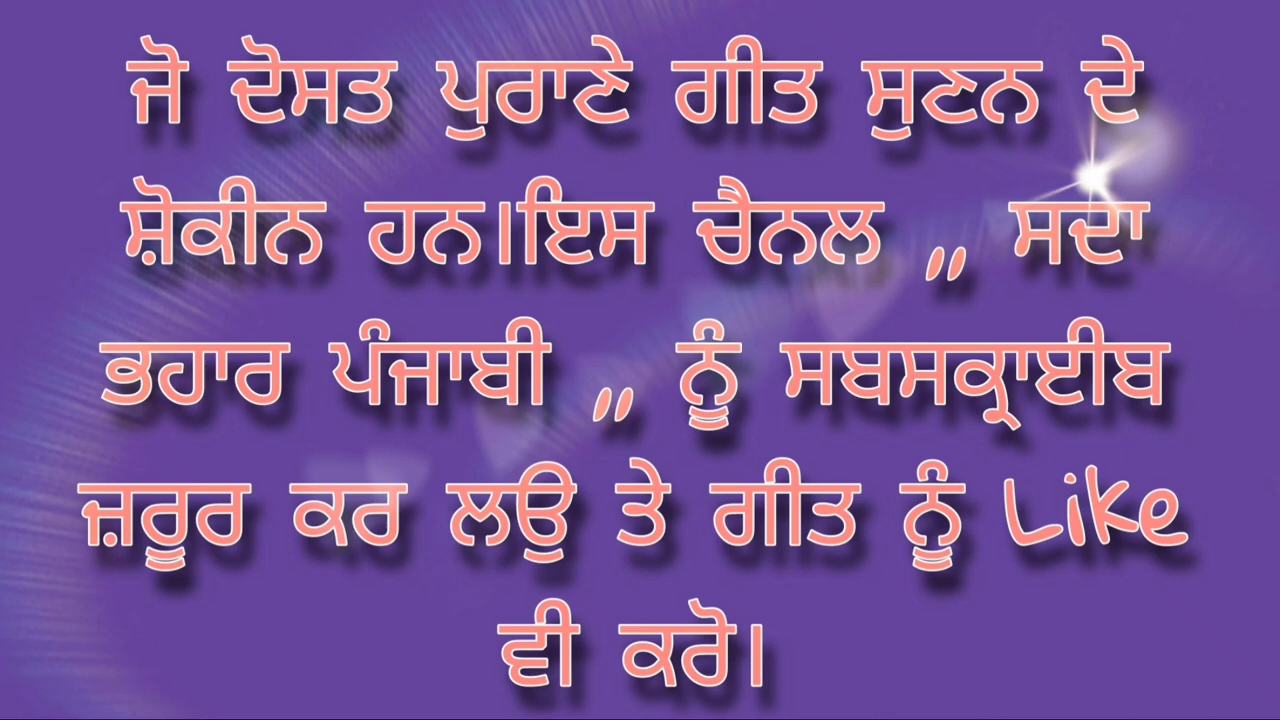 ਜੋ ਦੋਸਤ ਪੁਰਾਣੇ ਗੀਤ ਸੁਣਨ ਦੇ
ਸ਼ੋਕੀਨ ਹਨ।ਇਸ ਚੈਨਲ ,, ਸਦਾ
ਭਹਾਰ ਪੰਜਾਬੀ ,, ਨੂੰ ਸਬਸਕ੍ਰਾਈਬ
ਜ਼ਰੂਰ ਕਰ ਲਉ ਤੇ ਗੀਤ ਨੂੰ Like
ਵੀ ਕਰੋ।